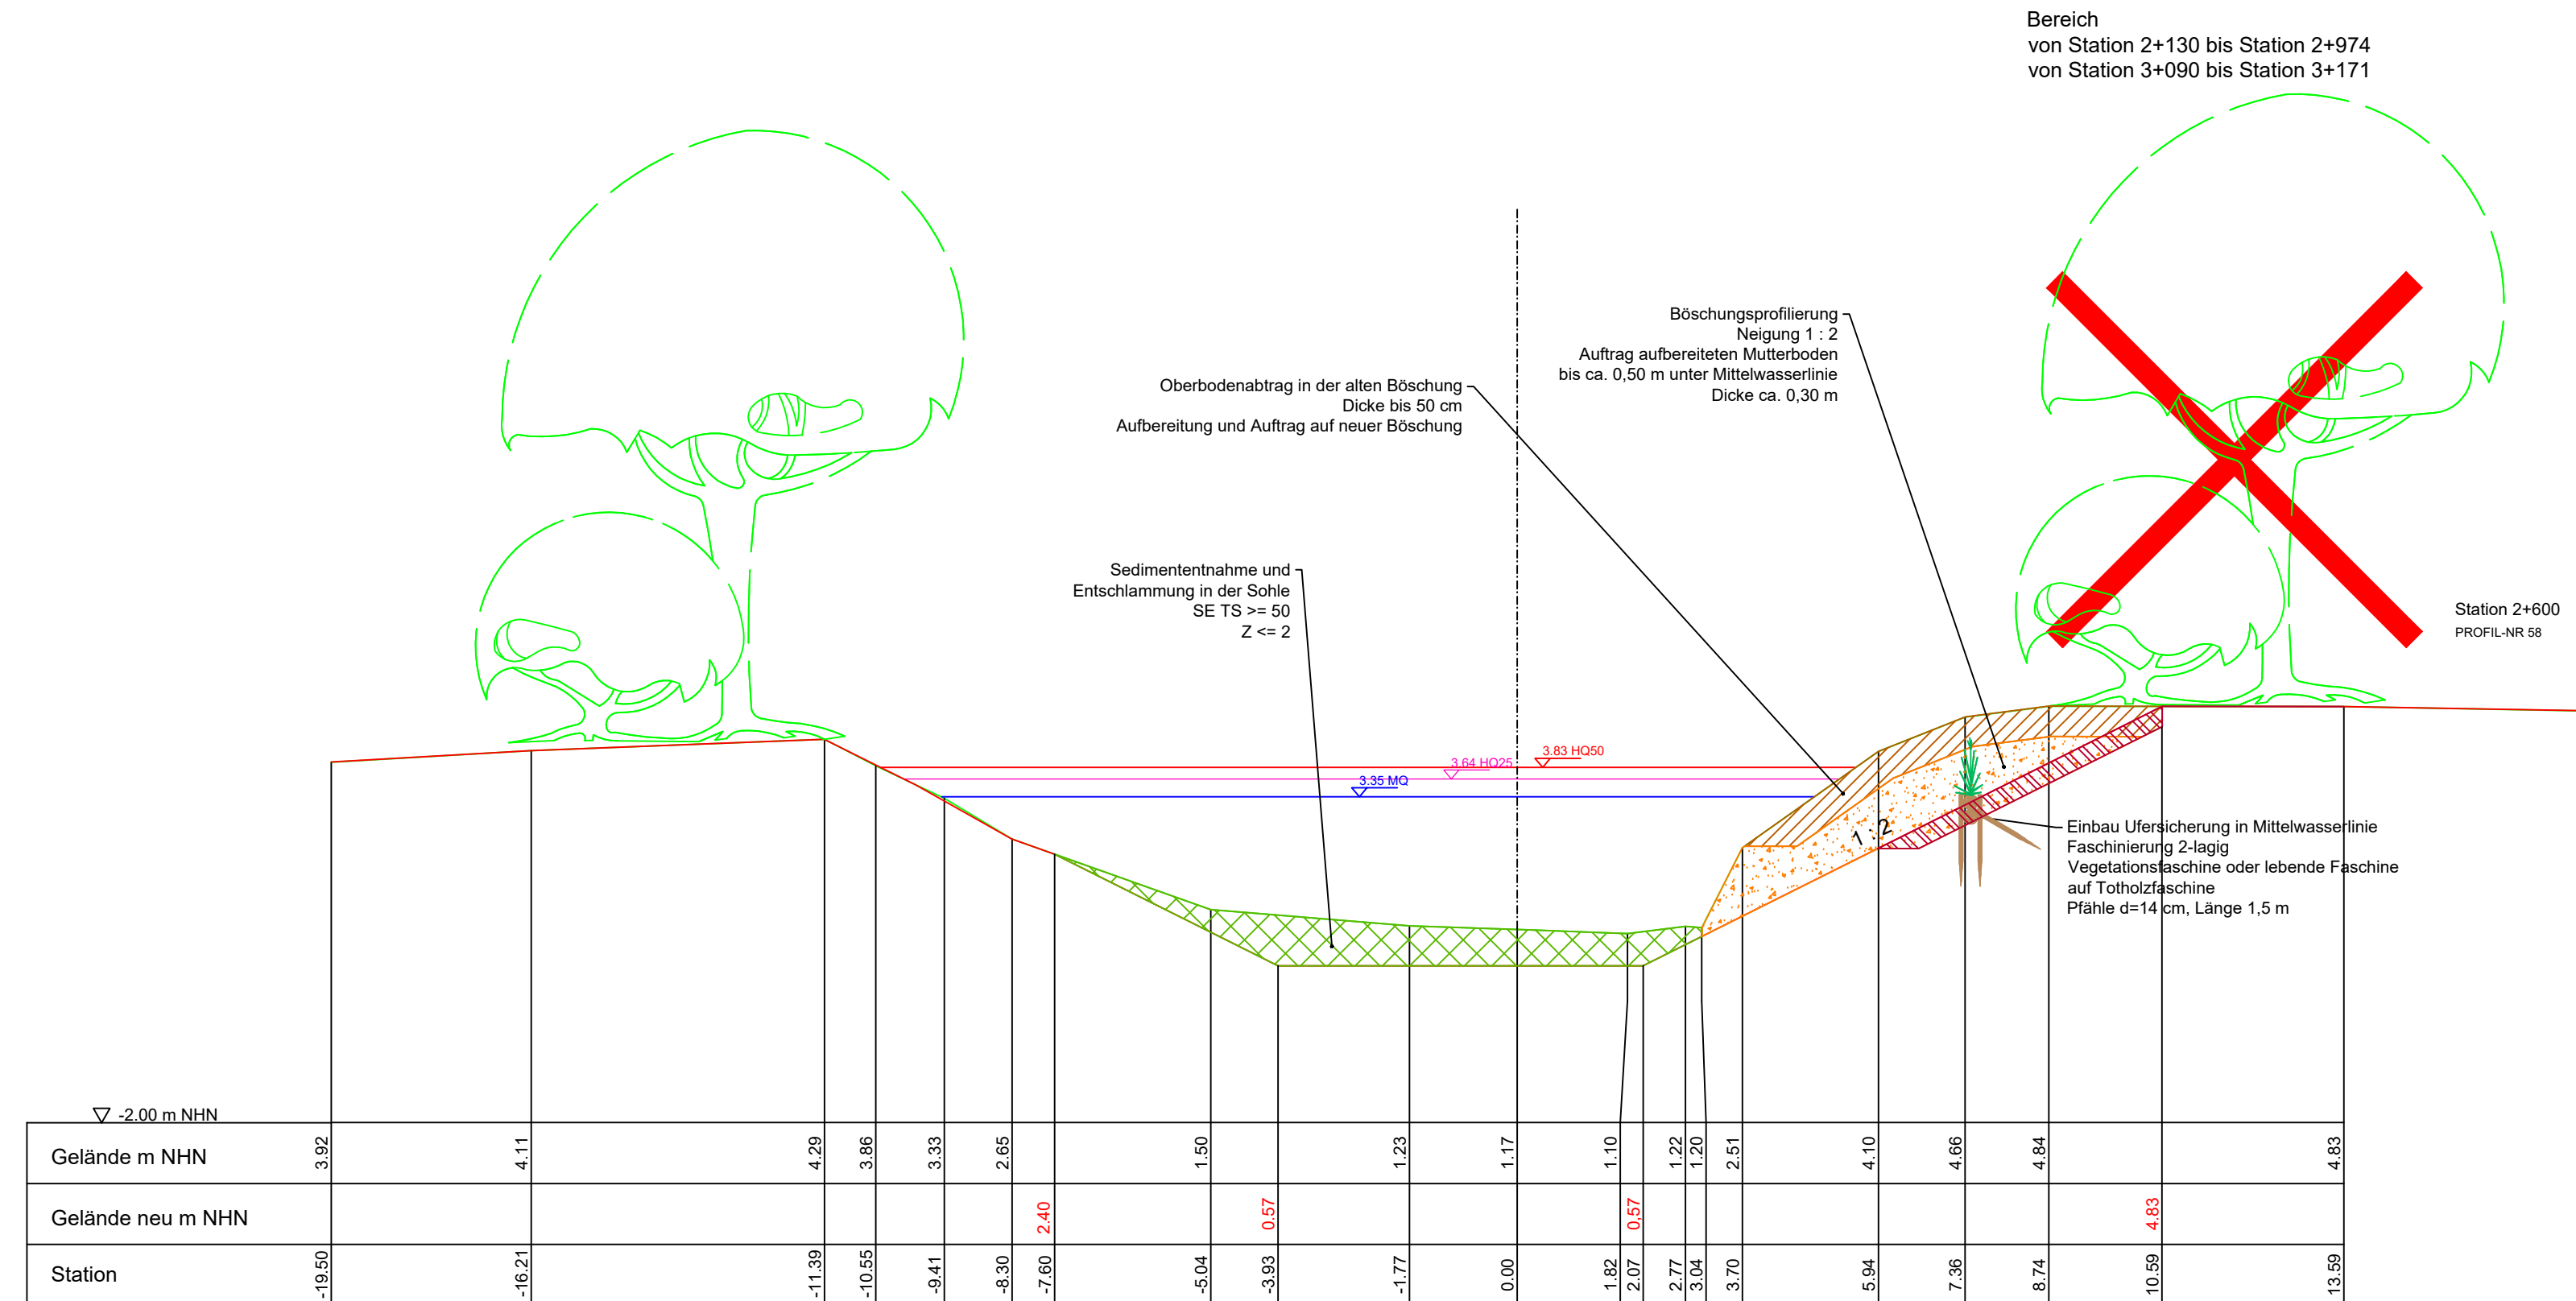 Bereich
von Station 2+130 bis Station 2+974
von Station 3+090 bis Station 3+171
Böschungsprofilierung
Neigung 1 : 2
Auftrag aufbereiteten Mutterboden
bis ca. 0,50 m unter Mittelwasserlinie
Dicke ca. 0,30 m
Oberbodenabtrag in der alten Böschung
Dicke bis 50 cm
Aufbereitung und Auftrag auf neuer Böschung
Sedimententnahme und
Entschlammung in der Sohle
SE TS >= 50
Z <= 2
Station 2+600
PROFIL-NR 58
3.83 HQ50
3.64 HQ25
3.35 MQ
1 : 2
Einbau Ufersicherung in Mittelwasserlinie
Faschinierung 2-lagig
Vegetationsfaschine oder lebende Faschine
auf Totholzfaschine
Pfähle d=14 cm, Länge 1,5 m
-2.00 m NHN
Gelände m NHN 3.92 4.11 4.29 3.86 3.33 2.65 1.50 1.23 1.17 1.10 1.22 1.20 2.51 4.10 4.66 4.84 4.83
Gelände neu m NHN 2.40 0.57 0,57 4.83
Station -19.50 -16.21 -11.39 -10.55 -9.41 -8.30 -7.60 -5.04 -3.93 -1.77 0.00 1.82 2.07 2.77 3.04 3.70 5.94 7.36 8.74 10.59 13.59